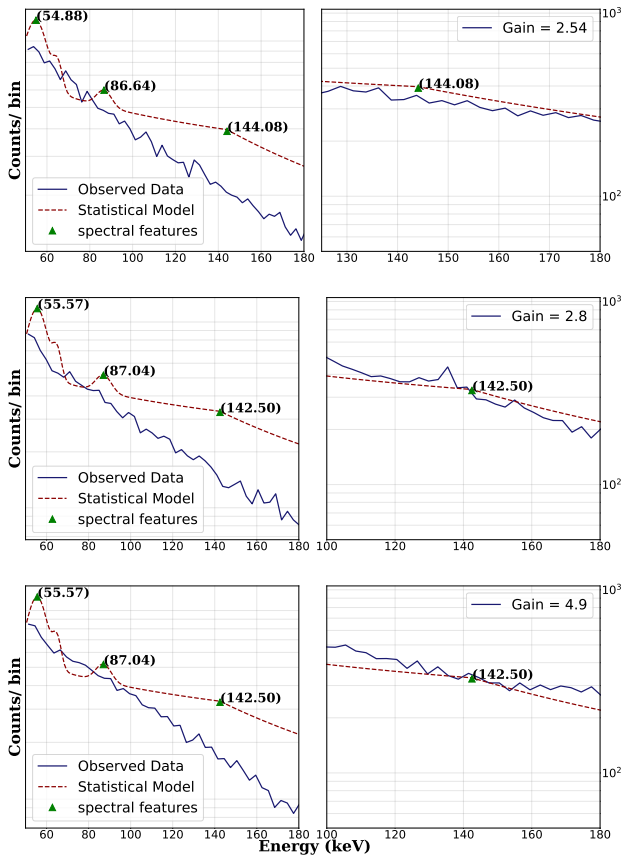 (54.88)
(86.64)
(144.08)
Counts/ bin
Observed Data
Statistical Model
spectral features
60 80 100 120 140 160 180
Gain = 2.54
(144.08)
10³
10²
130 140 150 160 170 180
(55.57)
(87.04)
(142.50)
Counts/ bin
Observed Data
Statistical Model
spectral features
60 80 100 120 140 160 180
Gain = 2.8
(142.50)
10³
10²
100 120 140 160 180
(55.57)
(87.04)
(142.50)
Counts/ bin
Observed Data
Statistical Model
spectral features
60 80 100 120 140 160 180
Gain = 4.9
(142.50)
10³
10²
100 120 140 160 180
Energy (keV)